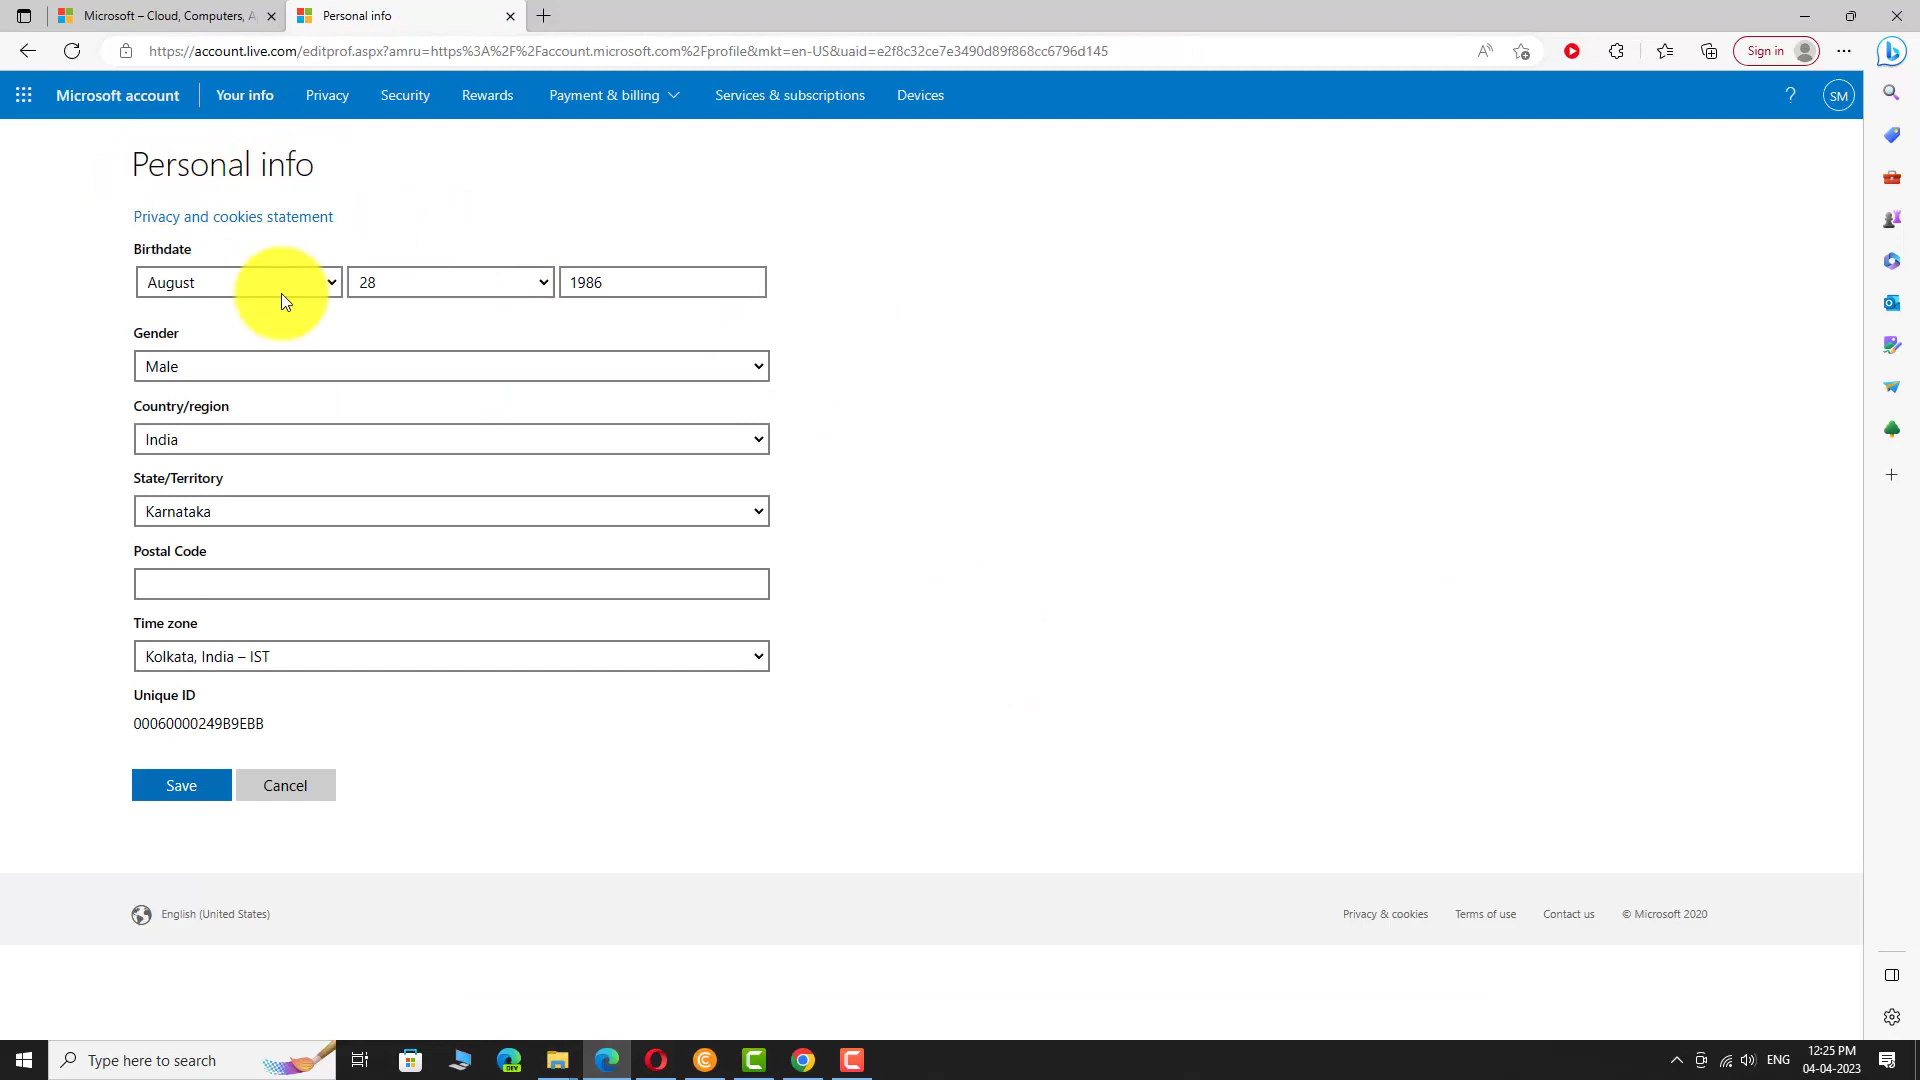 Microsoft – Cloud, Computers, A
Personal info
https://account.live.com/editprof.aspx?amru=https%3A%2F%2Faccount.microsoft.com%2Fprofile&mkt=en-US&uaid=e2f8c32ce7e3490d89f868cc6796d145
Sign in
Microsoft account
Your info
Privacy
Security
Rewards
Payment & billing
Services & subscriptions
Devices
?
SM
Personal info
Privacy and cookies statement
Birthdate
August
28
1986
Gender
Male
Country/region
India
State/Territory
Karnataka
Postal Code
Time zone
Kolkata, India – IST
Unique ID
00060000249B9EBB
Save
Cancel
English (United States)
Privacy & cookies
Terms of use
Contact us
© Microsoft 2020
Type here to search
DEV
ENG
12:25 PM
04-04-2023